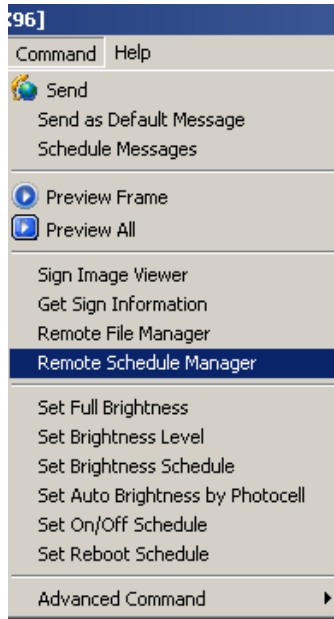 X96]
Command Help
Send
Send as Default Message
Schedule Messages
Preview Frame
Preview All
Sign Image Viewer
Get Sign Information
Remote File Manager
Remote Schedule Manager
Set Full Brightness
Set Brightness Level
Set Brightness Schedule
Set Auto Brightness by Photocell
Set On/Off Schedule
Set Reboot Schedule
Advanced Command